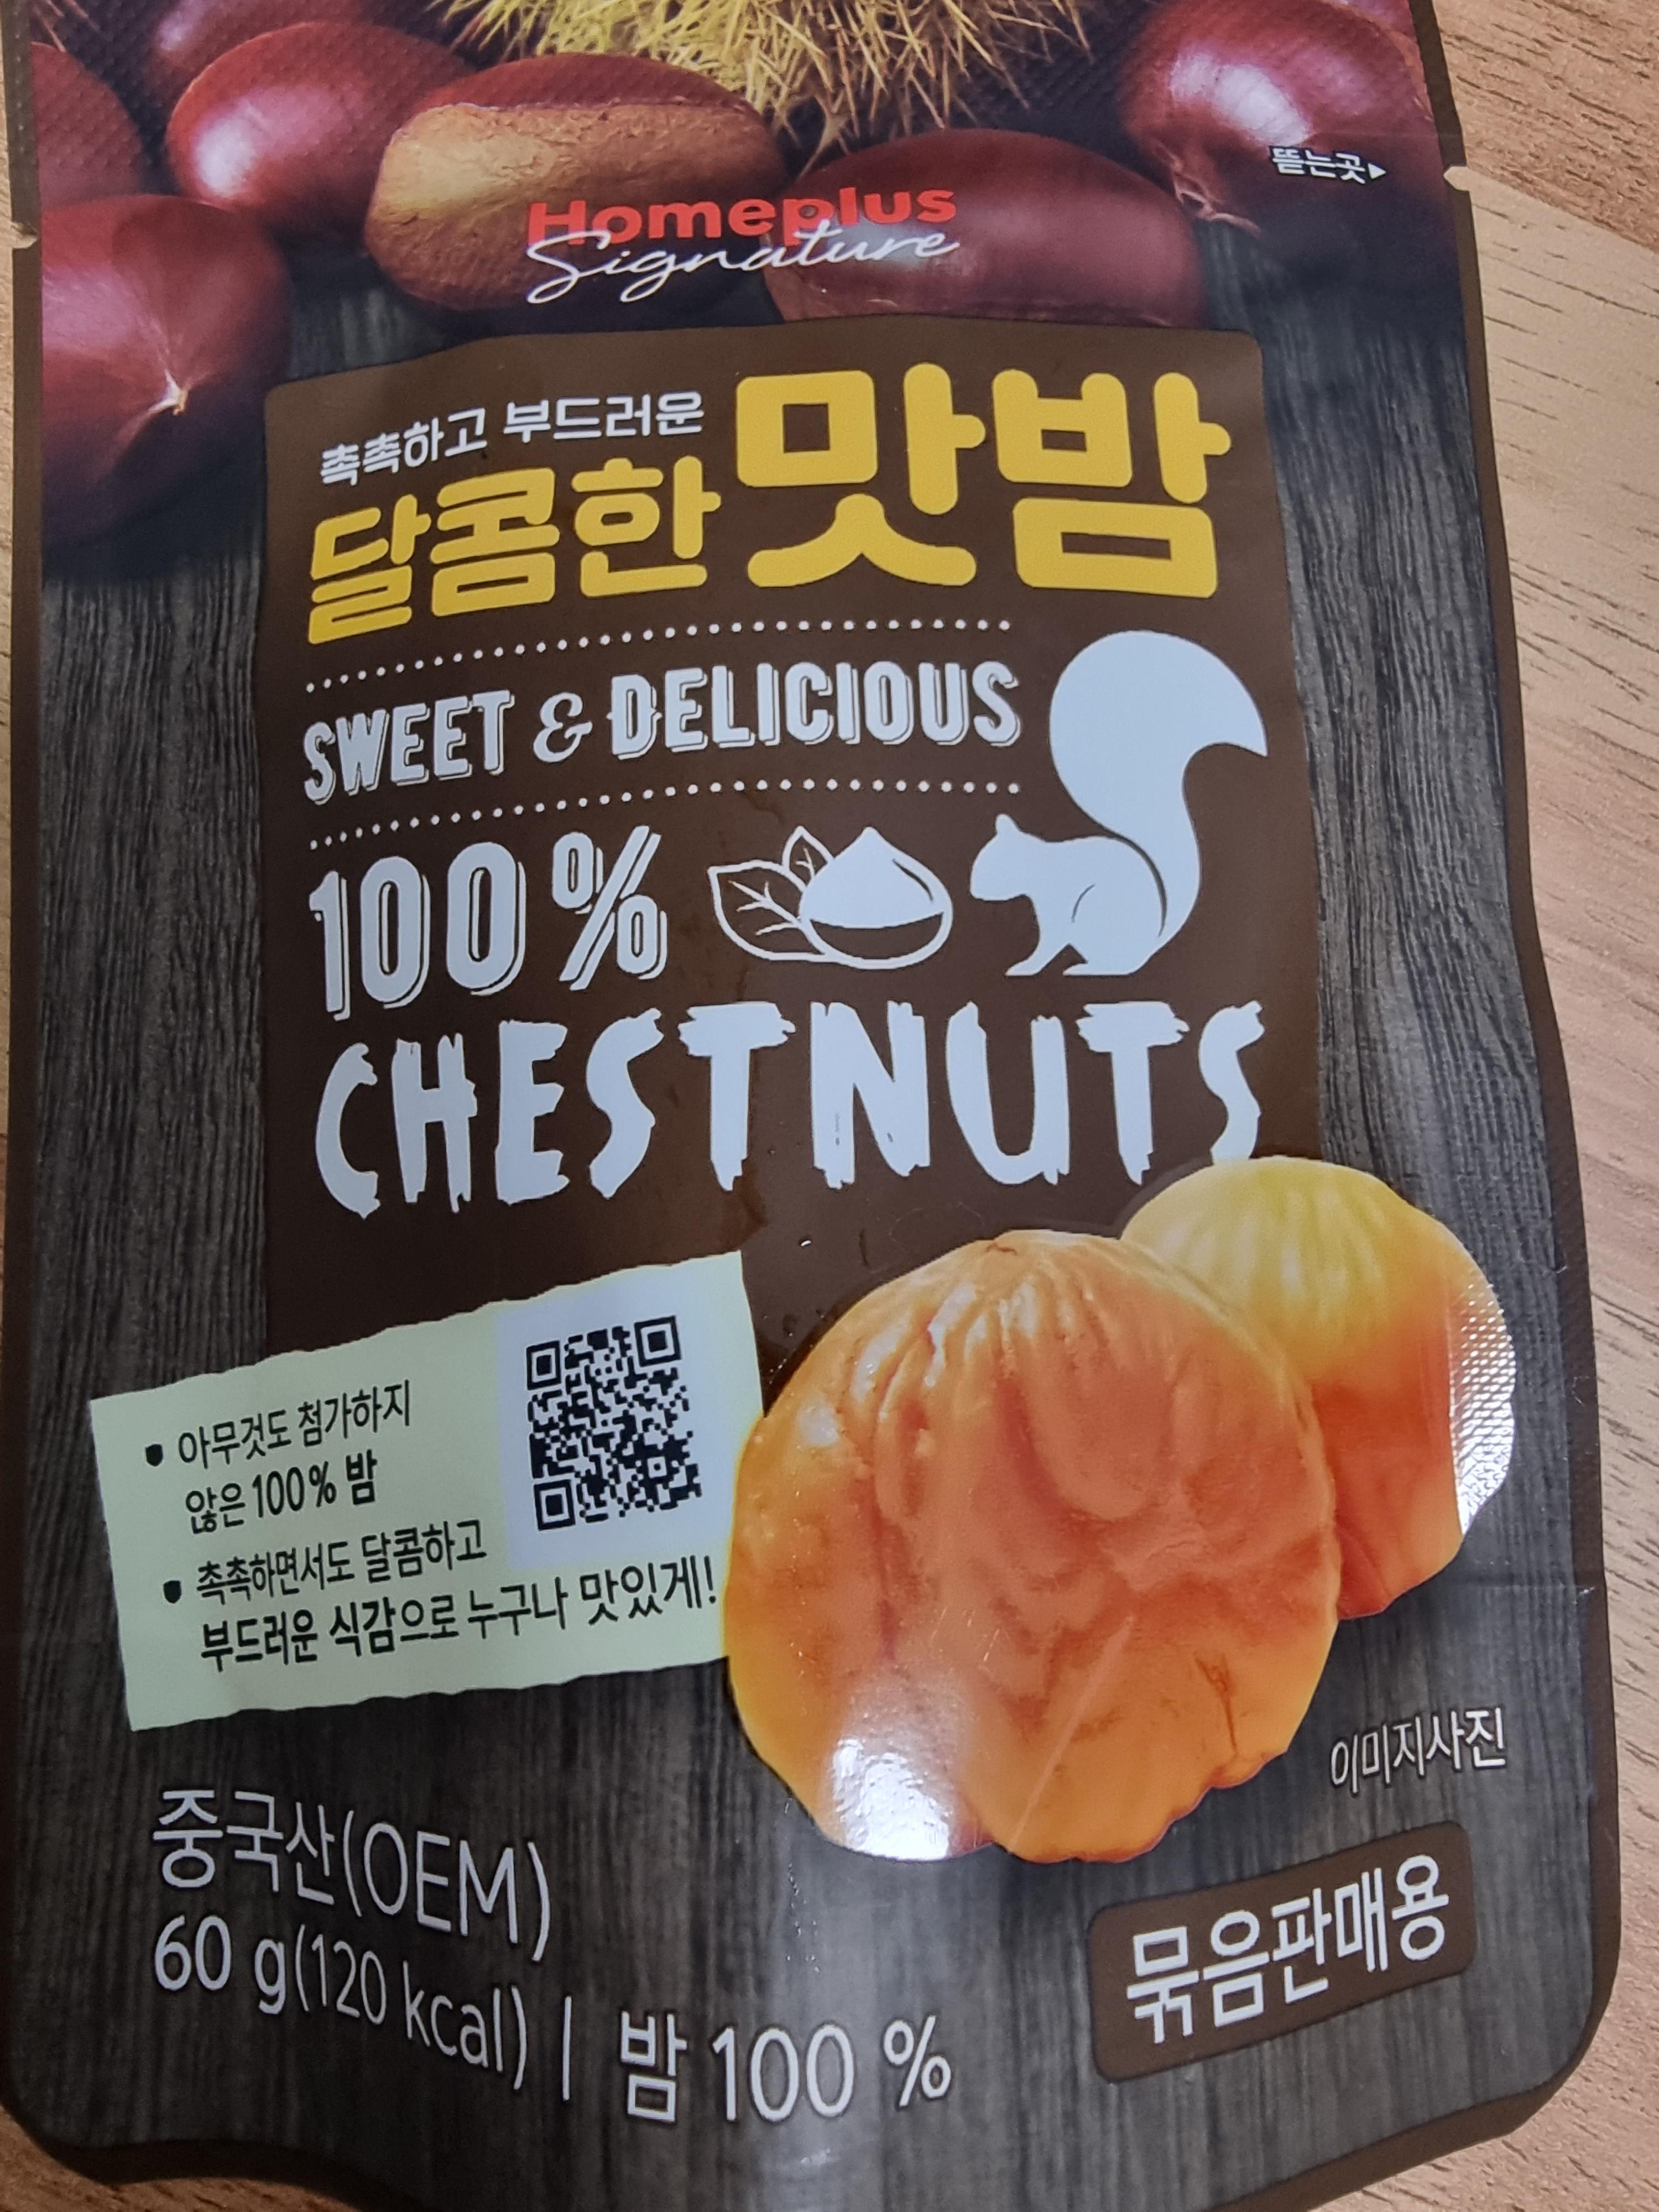 뜯는곳▶
Homeplus
Signature
촉촉하고 부드러운
달콤한 맛밤
SWEET & DELICIOUS
100%
CHESTNUTS
• 아무것도 첨가하지
않은 100% 밤
• 촉촉하면서도 달콤하고
부드러운 식감으로 누구나 맛있게!
이미지사진
중국산(OEM)
60 g(120 kcal) | 밤 100 %
묶음판매용